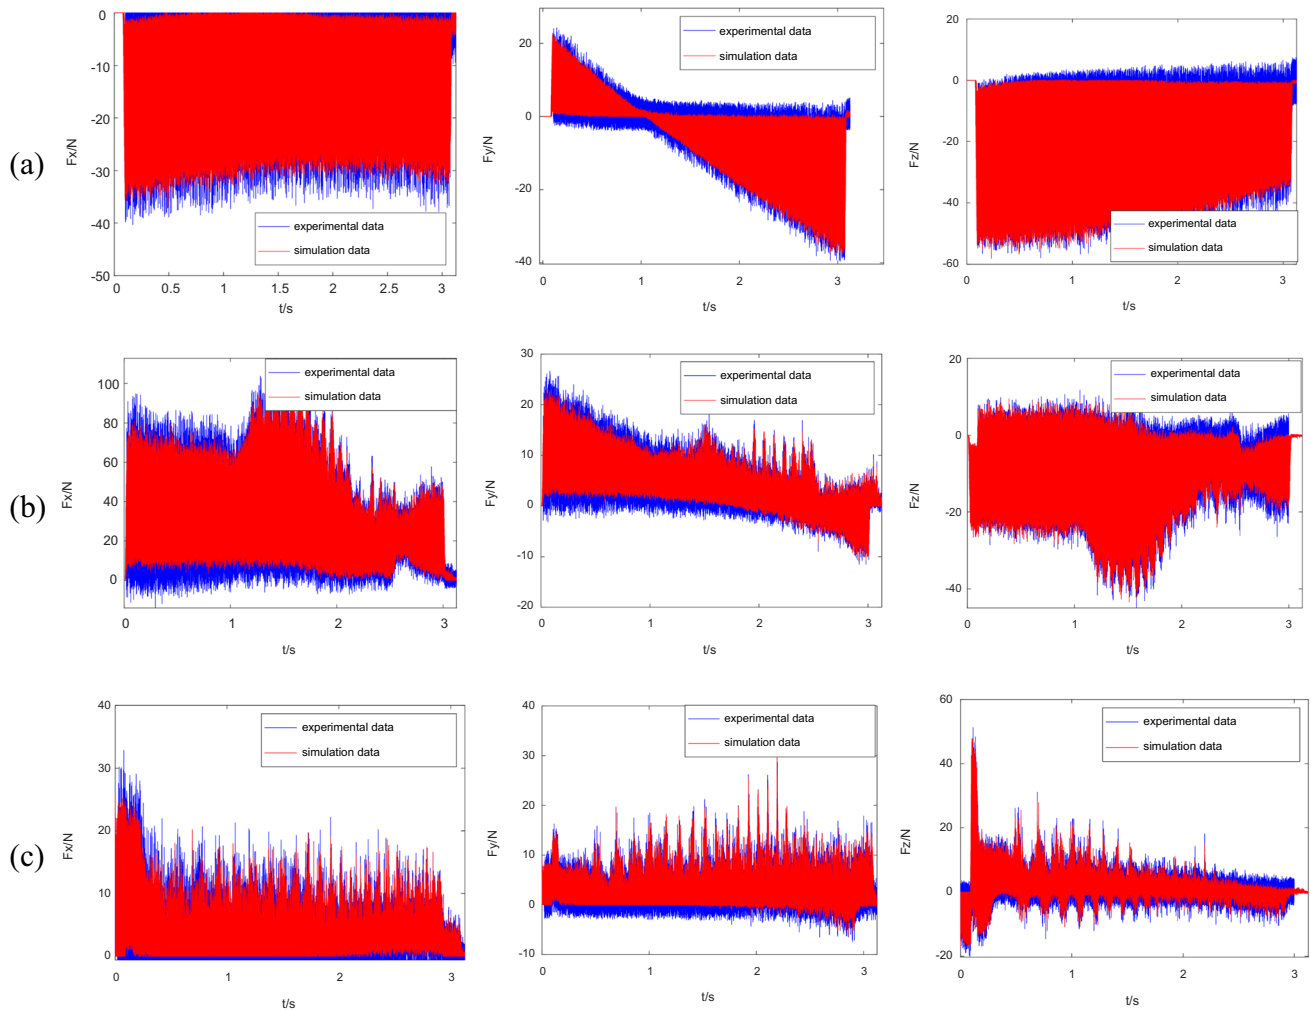 (a)
0
-10
-20
-30
-40
-50
Fx/N
0
0.5
1
1.5
2
2.5
3
t/s
experimental data
simulation data
20
0
-20
-40
Fy/N
0
1
2
3
t/s
experimental data
simulation data
20
0
-20
-40
-60
Fz/N
0
1
2
3
t/s
experimental data
simulation data
(b)
100
80
60
40
20
0
Fx/N
0
1
2
3
t/s
experimental data
simulation data
30
20
10
0
-10
-20
Fy/N
0
1
2
3
t/s
experimental data
simulation data
20
0
-20
-40
Fz/N
0
1
2
3
t/s
experimental data
simulation data
(c)
40
30
20
10
0
Fx/N
0
1
2
3
t/s
experimental data
simulation data
40
30
20
10
0
-10
Fy/N
0
1
2
3
t/s
experimental data
simulation data
60
40
20
0
-20
Fz/N
0
1
2
3
t/s
experimental data
simulation data